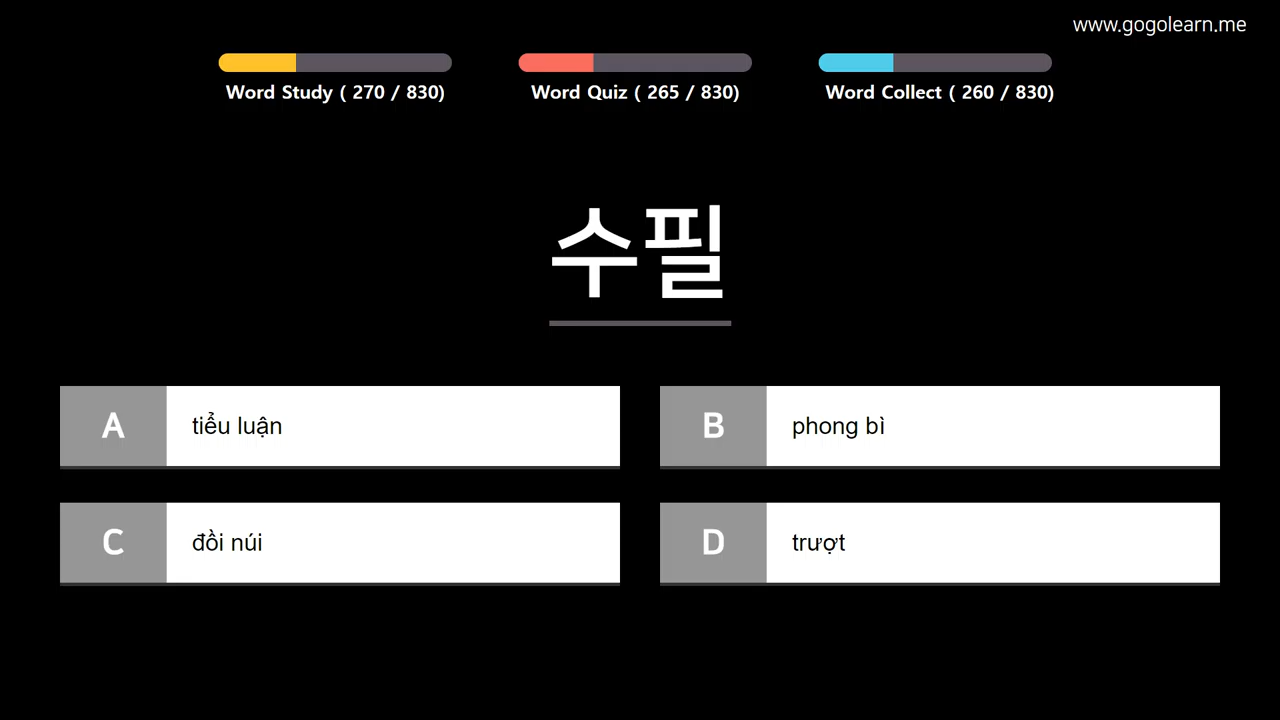 www.gogolearn.me
Word Study ( 270 / 830)
Word Quiz ( 265 / 830)
Word Collect ( 260 / 830)
수필
A tiểu luận
B phong bì
C đồi núi
D trượt